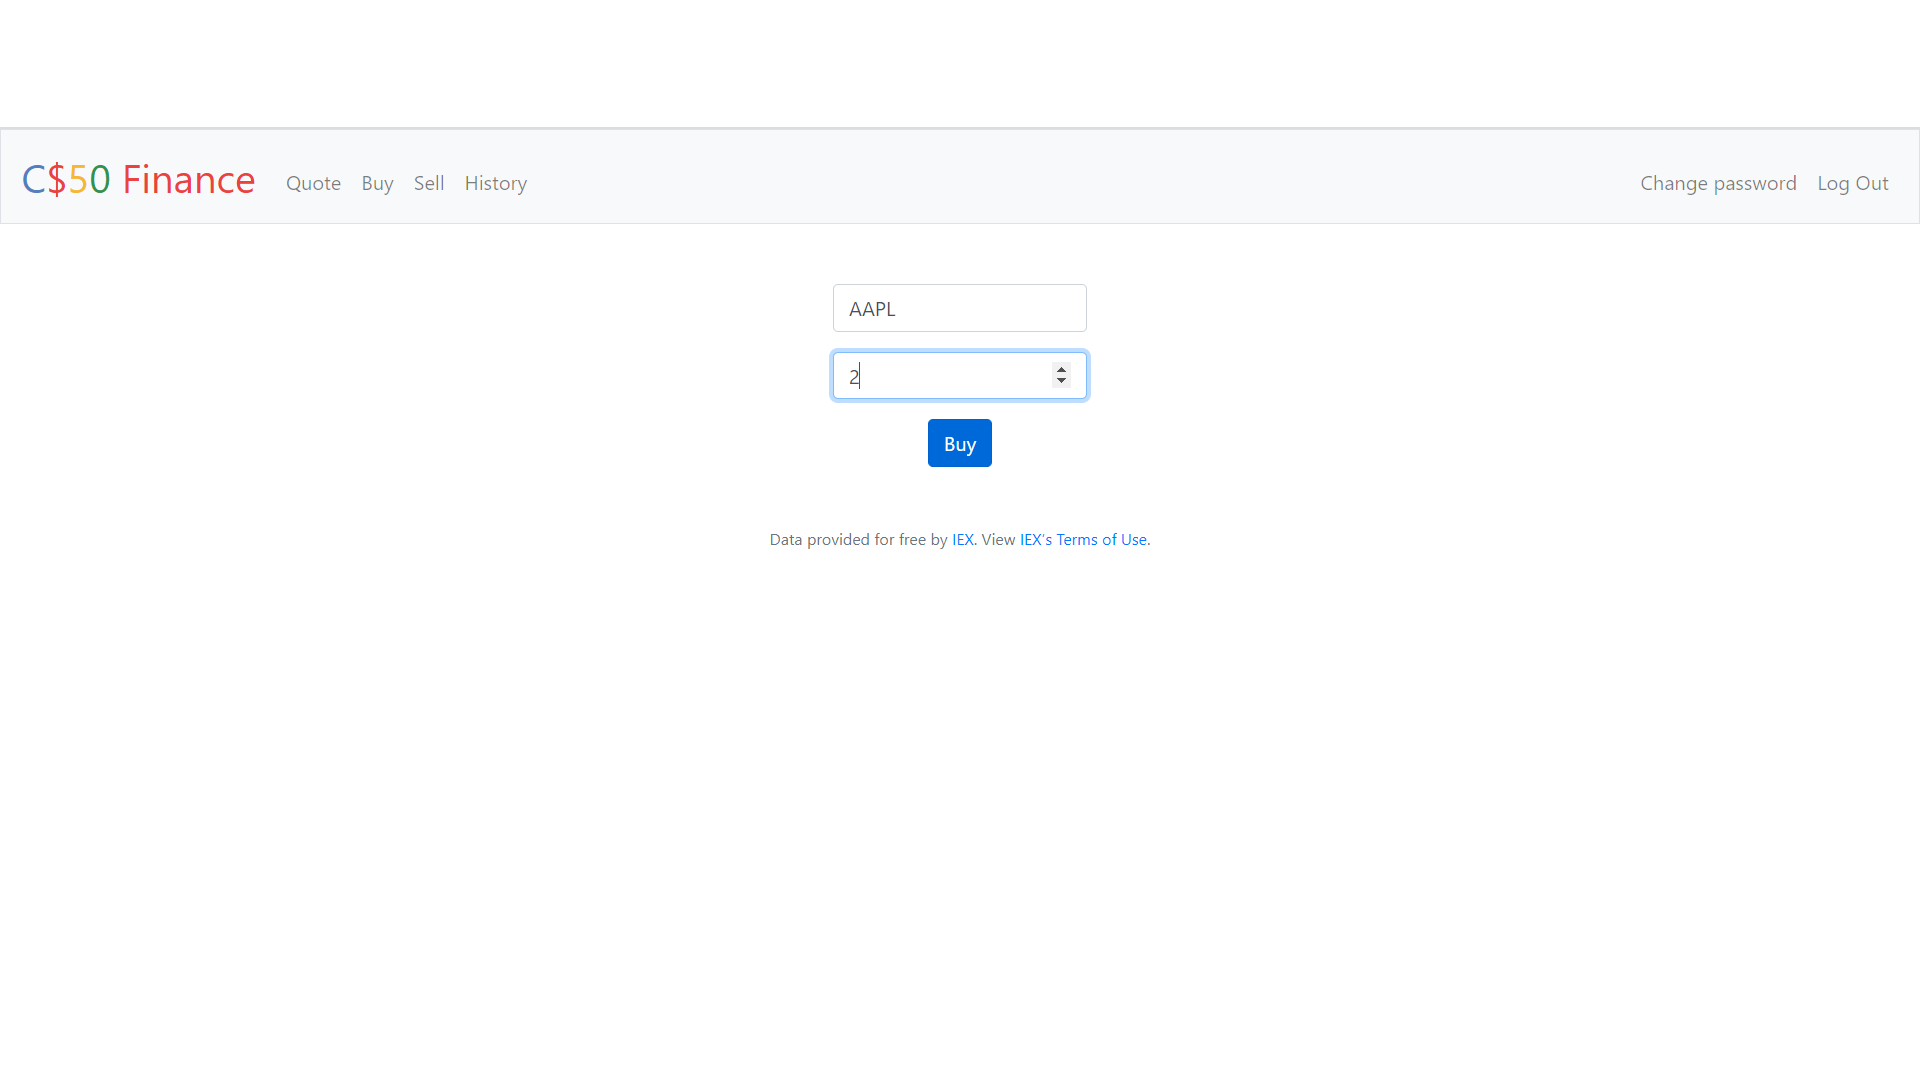 C$50 Finance Quote Buy Sell History Change password Log Out
AAPL
2
Buy
Data provided for free by IEX. View IEX's Terms of Use.